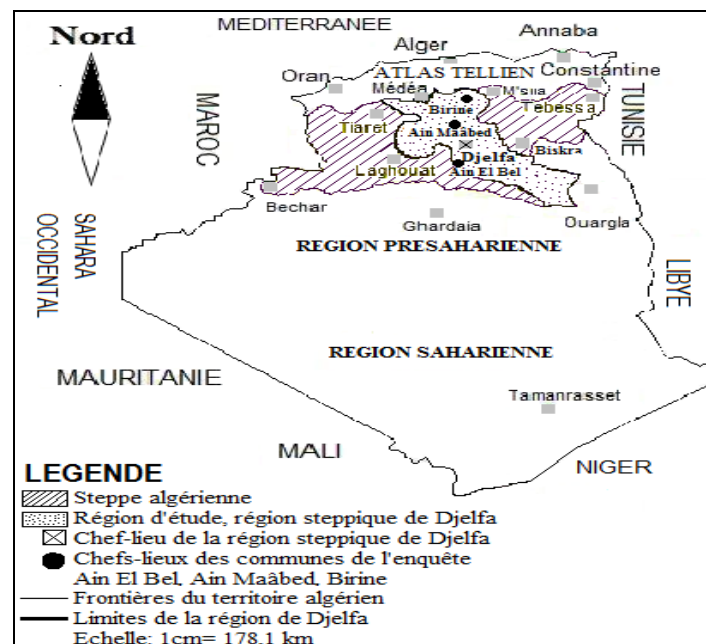 MEDITERRANEE
Nord
Annaba
Alger
ATLAS TELLIEN
Constantine
Oran
Médéa
M'sila
Tebessa
TUNISIE
Birine
MAROC
Tiaret
Ain Maâbed
Djelfa
Biskra
Laghouat
Ain El Bel
Bechar
Ghardaia
Ouargla
SAHARA
OCCIDENTAL
REGION PRESAHARIENNE
LIBYE
REGION SAHARIENNE
MAURITANIE
Tamanrasset
MALI
NIGER
LEGENDE
Steppe algérienne
Région d'étude, région steppique de Djelfa
Chef-lieu de la région steppique de Djelfa
Chefs-lieux des communes de l'enquête
Ain El Bel, Ain Maâbed, Birine
Frontières du territoire algérien
Limites de la région de Djelfa
Echelle: 1cm= 178.1 km